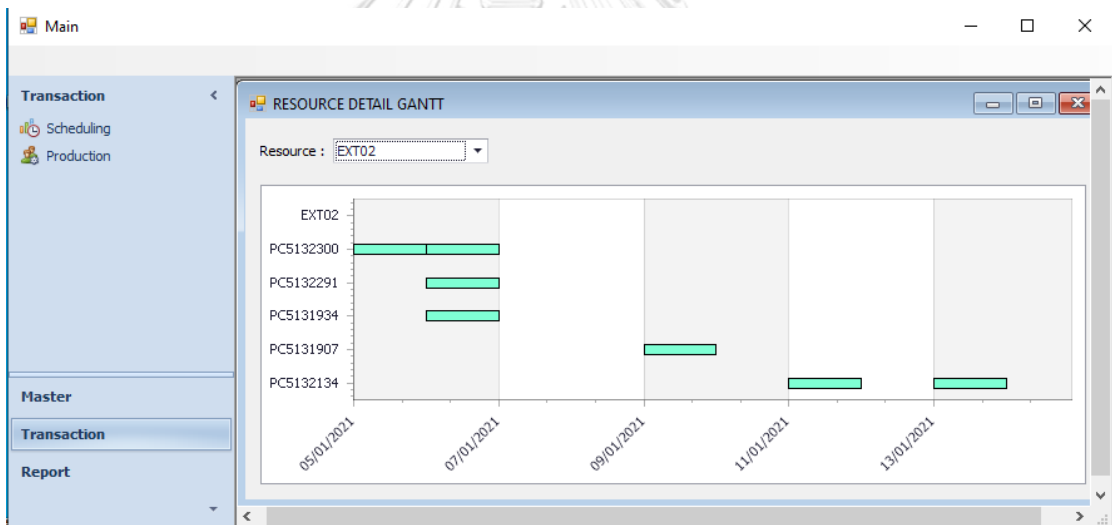 Main
Transaction
Scheduling
Production
Master
Transaction
Report
RESOURCE DETAIL GANTT
Resource : EXT02
EXT02
PC5132300
PC5132291
PC5131934
PC5131907
PC5132134
05/01/2021 07/01/2021 09/01/2021 11/01/2021 13/01/2021